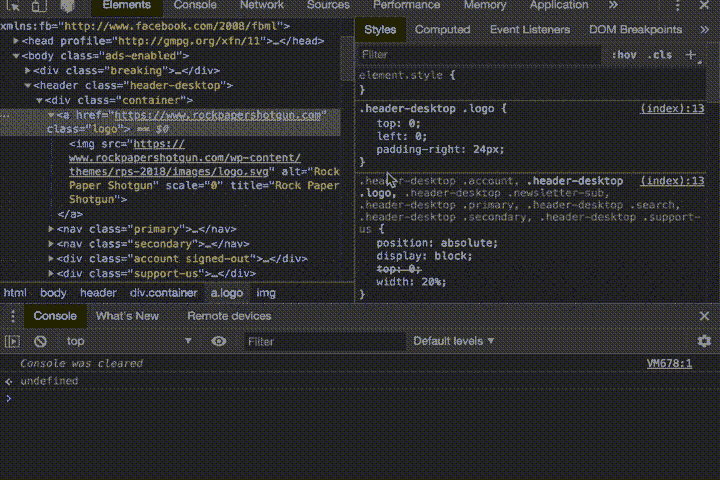 Elements Console Network Sources Performance Memory Application »
xmlns:fb="http://www.facebook.com/2008/fbml">
▶<head profile="http://gmpg.org/xfn/11">…</head>
▼<body class="ads-enabled">
▶<div class="breaking">…</div>
▼<header class="header-desktop">
▼<div class="container">
…
▼<a href="https://www.rockpapershotgun.com"
class="logo"> == $0
<img src="https://
www.rockpapershotgun.com/wp-content/
themes/rps-2018/images/logo.svg" alt="Rock
Paper Shotgun" scale="0" title="Rock Paper
Shotgun">
</a>
▶<nav class="primary">…</nav>
▶<nav class="secondary">…</nav>
▶<div class="account signed-out">…</div>
▶<div class="support-us">…</div>
html body header div.container a.logo img
Styles Computed Event Listeners DOM Breakpoints »
Filter :hov .cls +
element.style {
}
.header-desktop .logo { (index):13
top: 0;
left: 0;
padding-right: 24px;
}
.header-desktop .account, .header-desktop (index):13
.logo, .header-desktop .newsletter-sub,
.header-desktop .primary, .header-desktop .search,
.header-desktop .secondary, .header-desktop .support-
us {
position: absolute;
display: block;
top: 0;
width: 20%;
}
Console What's New Remote devices
top Filter Default levels ▼
Console was cleared VM678:1
undefined